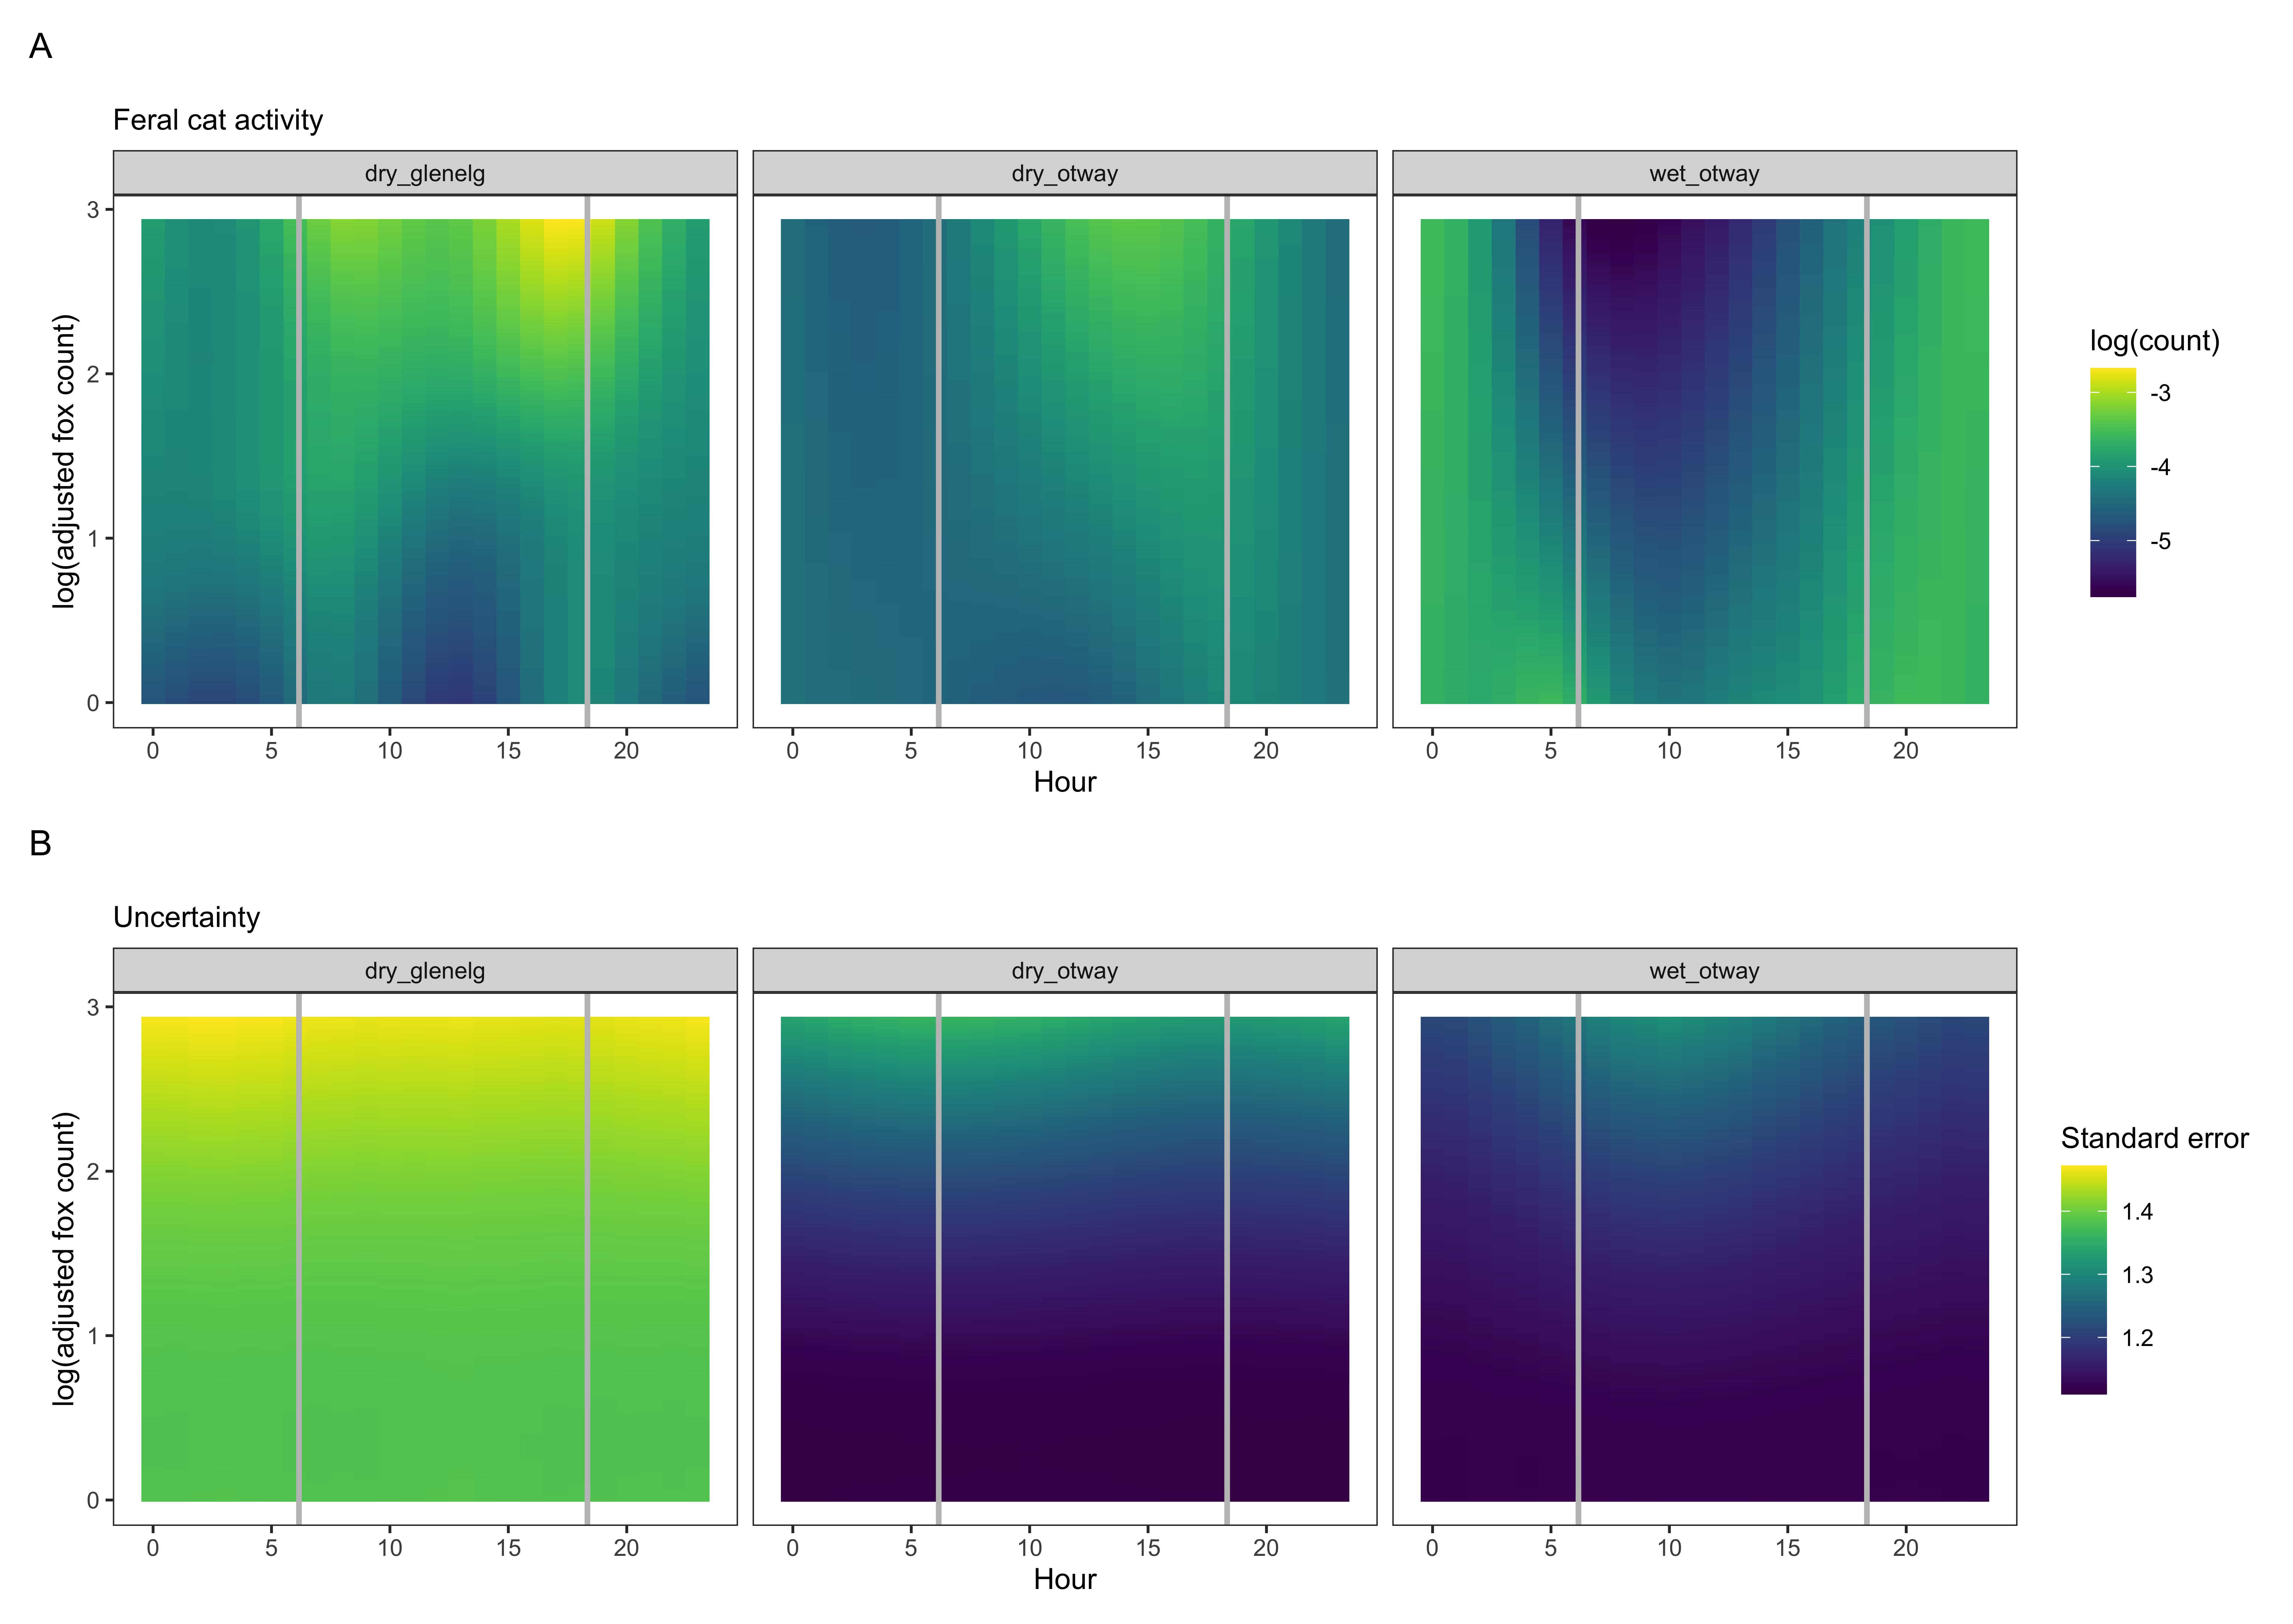 A
Feral cat activity
dry_glenelg dry_otway wet_otway
log(adjusted fox count)
3
2
1
0
0 5 10 15 20 0 5 10 15 20 0 5 10 15 20
Hour
log(count)
-3
-4
-5
B
Uncertainty
dry_glenelg dry_otway wet_otway
log(adjusted fox count)
3
2
1
0
0 5 10 15 20 0 5 10 15 20 0 5 10 15 20
Hour
Standard error
1.4
1.3
1.2